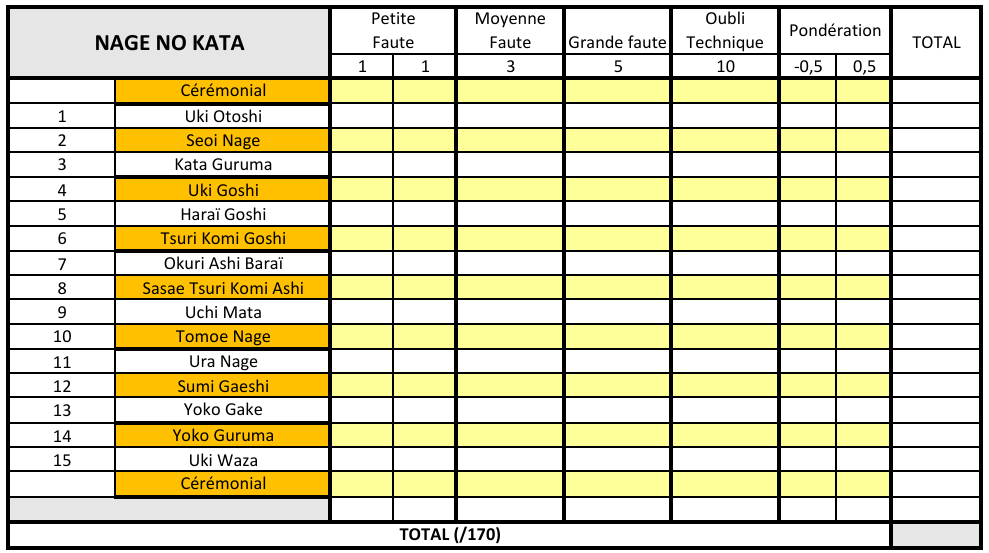 NAGE NO KATA
Petite Faute
Moyenne Faute
Grande faute
Oubli Technique
Pondération
TOTAL
1 1 3 5 10 -0,5 0,5
Cérémonial
1 Uki Otoshi
2 Seoi Nage
3 Kata Guruma
4 Uki Goshi
5 Haraï Goshi
6 Tsuri Komi Goshi
7 Okuri Ashi Baraï
8 Sasae Tsuri Komi Ashi
9 Uchi Mata
10 Tomoe Nage
11 Ura Nage
12 Sumi Gaeshi
13 Yoko Gake
14 Yoko Guruma
15 Uki Waza
Cérémonial
TOTAL (/170)